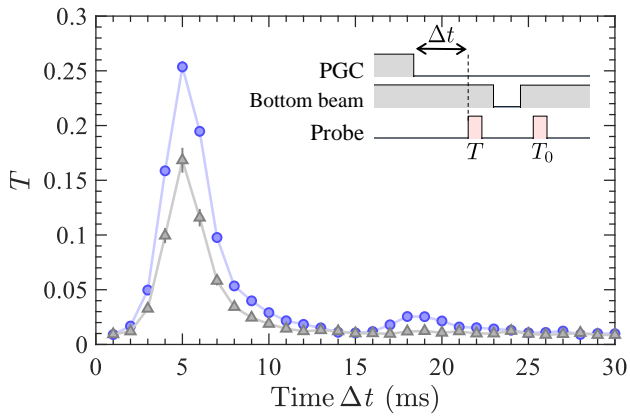 0.3
0.25
0.2
0.15
0.1
0.05
0
T
Δt
PGC
Bottom beam
Probe
T T₀
0 5 10 15 20 25 30
Time Δt (ms)